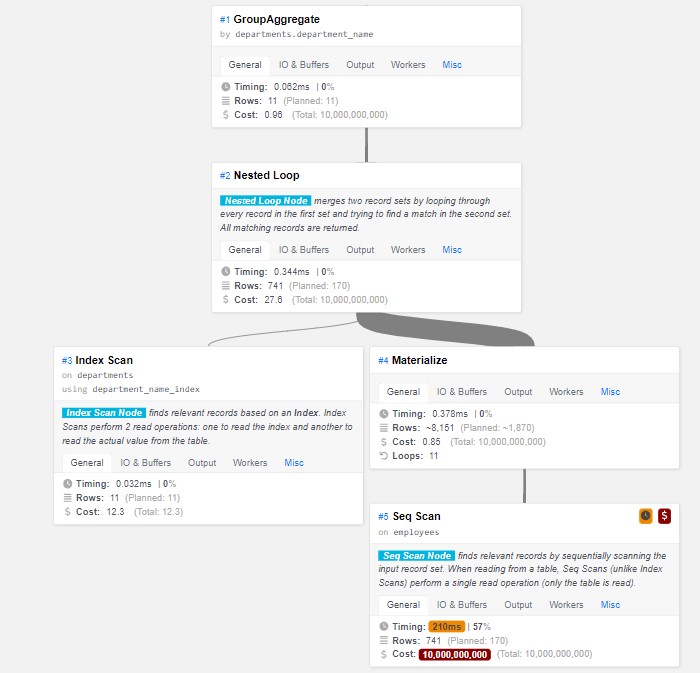 #1 GroupAggregate
by departments.department_name
General IO & Buffers Output Workers Misc
Timing: 0.062ms | 0%
Rows: 11 (Planned: 11)
$ Cost: 0.96 (Total: 10,000,000,000)
#2 Nested Loop
Nested Loop Node merges two record sets by looping through
every record in the first set and trying to find a match in the second set.
All matching records are returned.
General IO & Buffers Output Workers Misc
Timing: 0.344ms | 0%
Rows: 741 (Planned: 170)
$ Cost: 27.6 (Total: 10,000,000,000)
#3 Index Scan
on departments
using department_name_index
Index Scan Node finds relevant records based on an Index. Index
Scans perform 2 read operations: one to read the index and another to
read the actual value from the table.
General IO & Buffers Output Workers Misc
Timing: 0.032ms | 0%
Rows: 11 (Planned: 11)
$ Cost: 12.3 (Total: 12.3)
#4 Materialize
General IO & Buffers Output Workers Misc
Timing: 0.378ms | 0%
Rows: ~8,151 (Planned: ~1,870)
$ Cost: 0.85 (Total: 10,000,000,000)
Loops: 11
#5 Seq Scan $
on employees
Seq Scan Node finds relevant records by sequentially scanning the
input record set. When reading from a table, Seq Scans (unlike Index
Scans) perform a single read operation (only the table is read).
General IO & Buffers Output Workers Misc
Timing: 210ms | 57%
Rows: 741 (Planned: 170)
$ Cost: 10,000,000,000 (Total: 10,000,000,000)